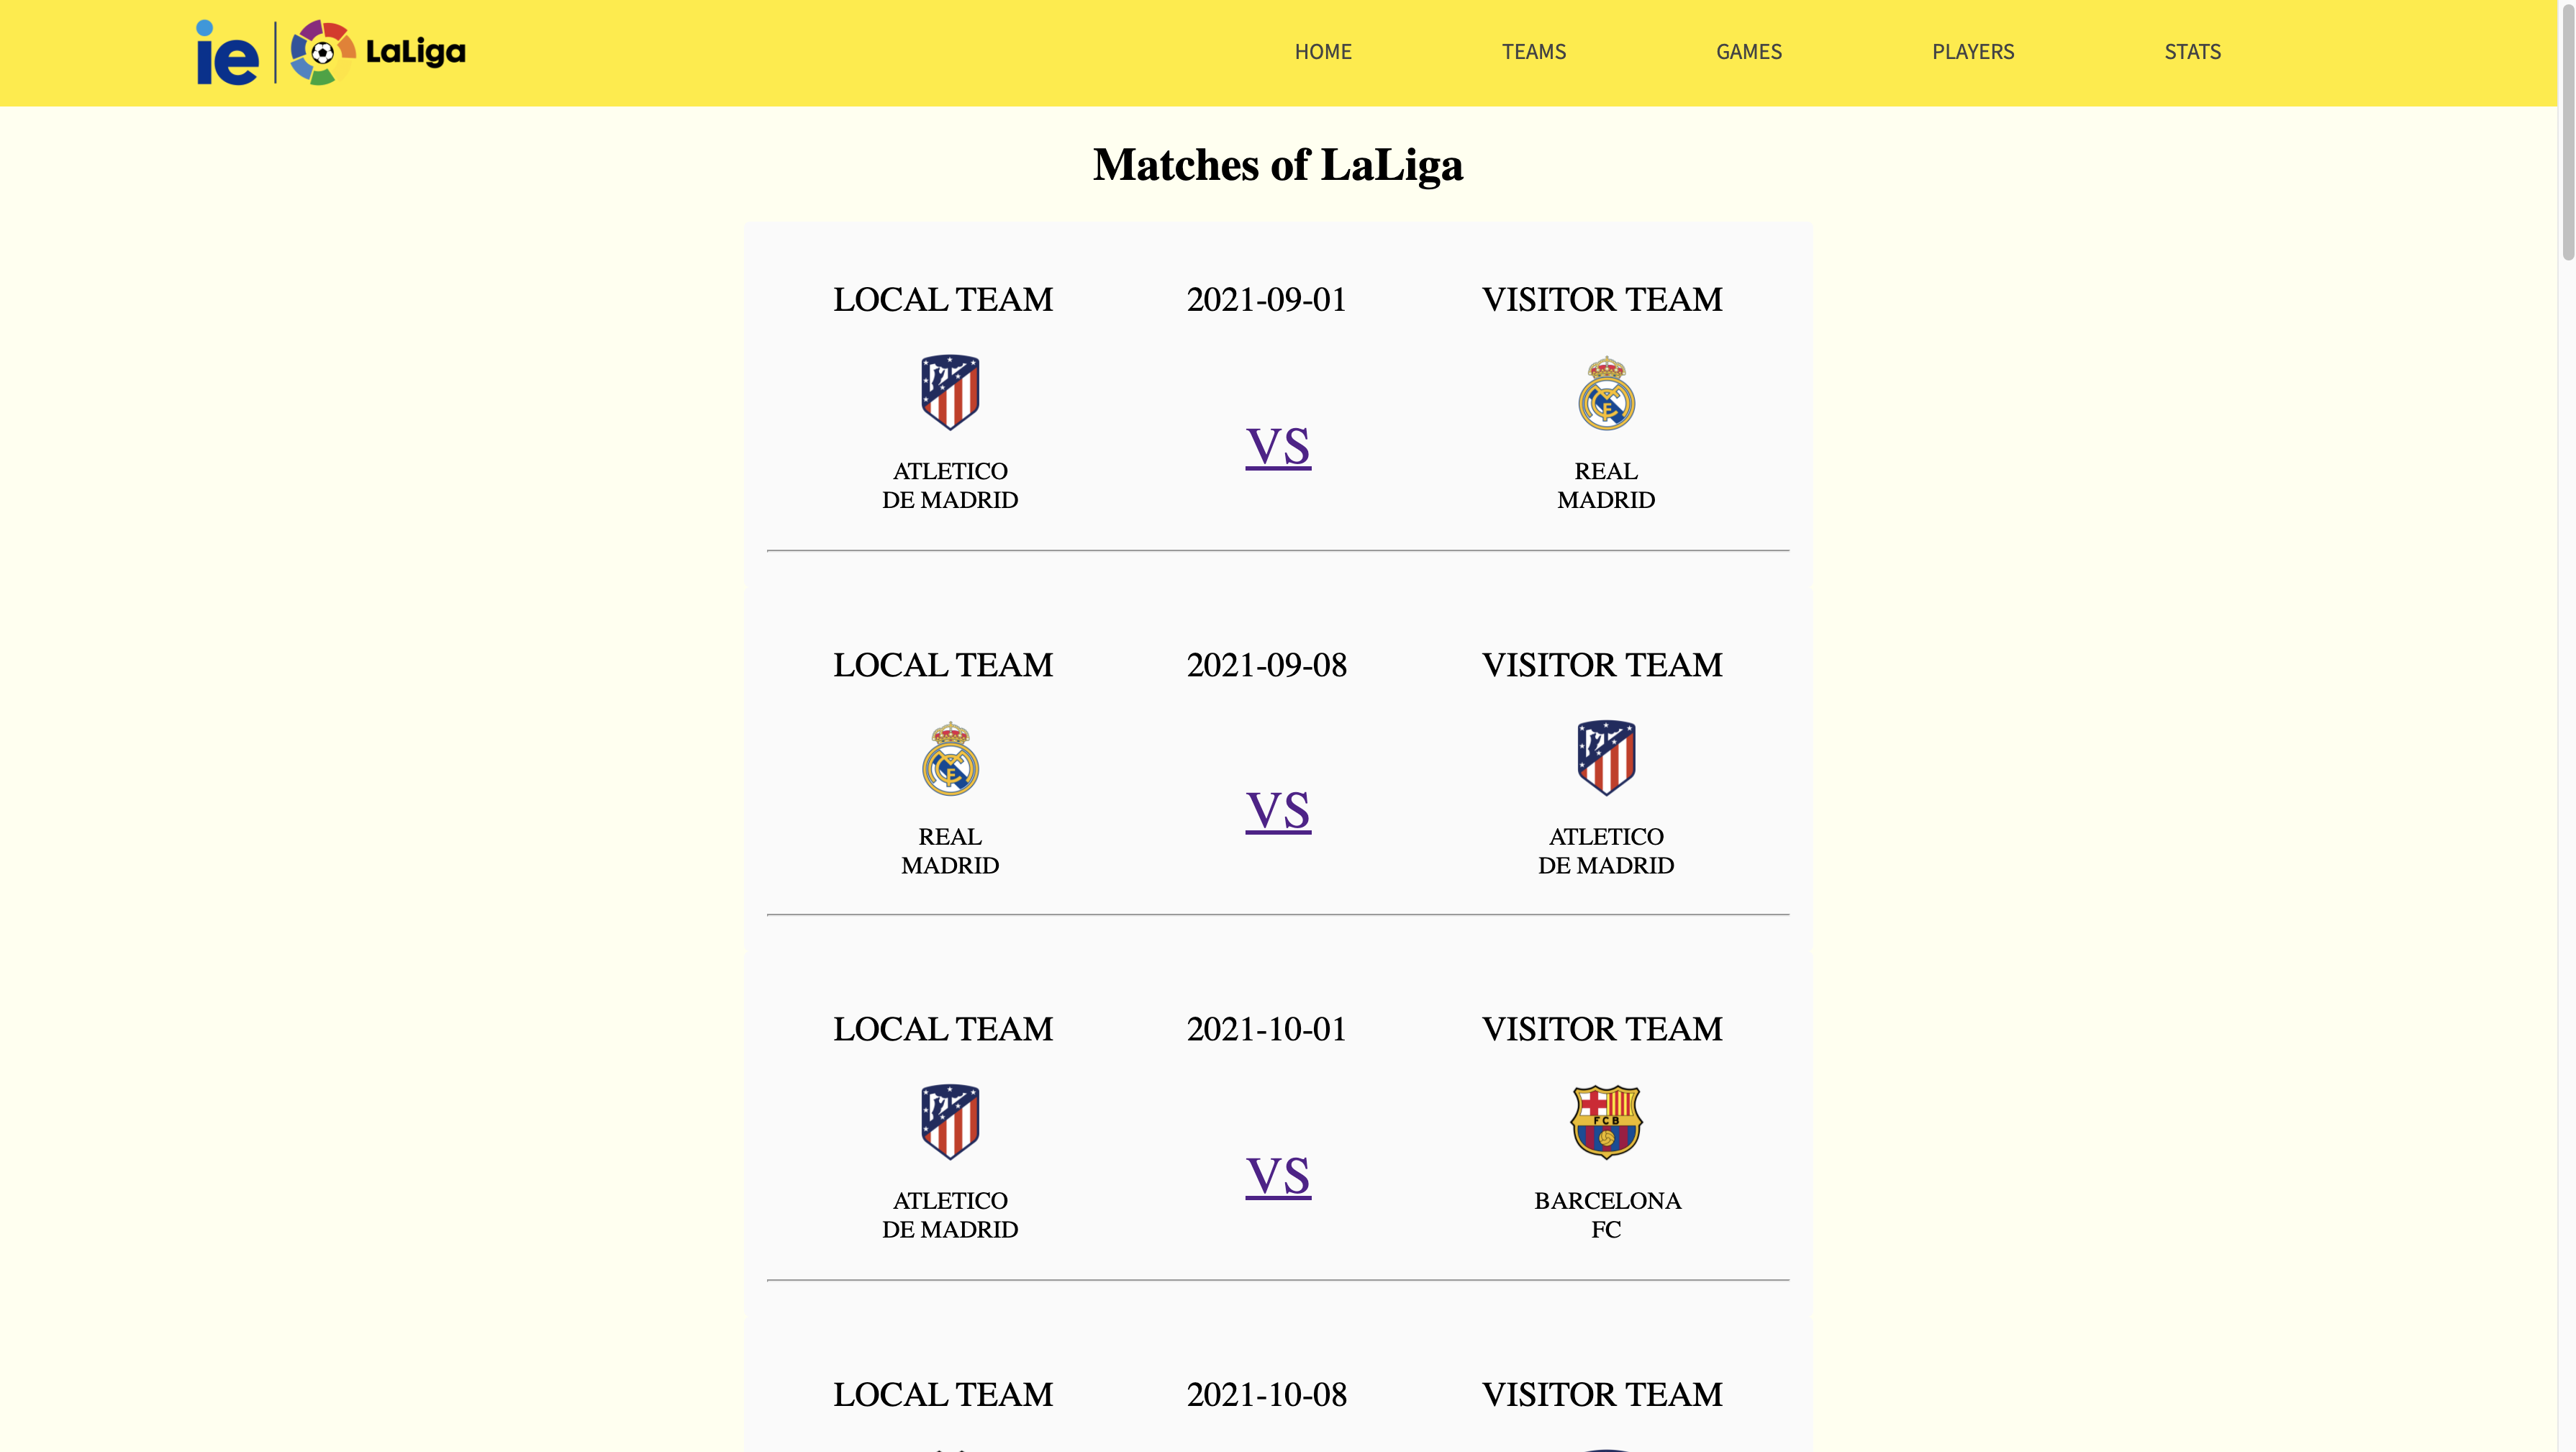 ie LaLiga
HOME TEAMS GAMES PLAYERS STATS
Matches of LaLiga
LOCAL TEAM 2021-09-01 VISITOR TEAM
VS
ATLETICO
DE MADRID
REAL
MADRID
LOCAL TEAM 2021-09-08 VISITOR TEAM
VS
REAL
MADRID
ATLETICO
DE MADRID
LOCAL TEAM 2021-10-01 VISITOR TEAM
FCB
VS
ATLETICO
DE MADRID
BARCELONA
FC
LOCAL TEAM 2021-10-08 VISITOR TEAM